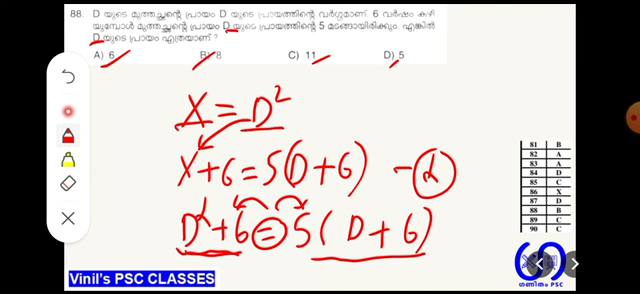 88. D യുടെ മുത്തച്ഛന്റെ പ്രായം D യുടെ പ്രായത്തിന്റെ വർഗ്ഗമാണ്. 6 വർഷം കഴി
യുമ്പോൾ മുത്തച്ഛന്റെ പ്രായം D യുടെ പ്രായത്തിന്റെ 5 മടങ്ങായിരിക്കും. എങ്കിൽ
D യുടെ പ്രായം എത്രയാണ് ?
A) 6 B) 8 C) 11 D) 5
X = D²
X + 6 = 5(D + 6) -
D² + 6 = 5 ( D + 6 )
81 B
82 A
83 A
84 D
85 C
86 X
87 D
88 B
89 C
90 C
Vinil's PSC CLASSES
ഗണിതം PSC